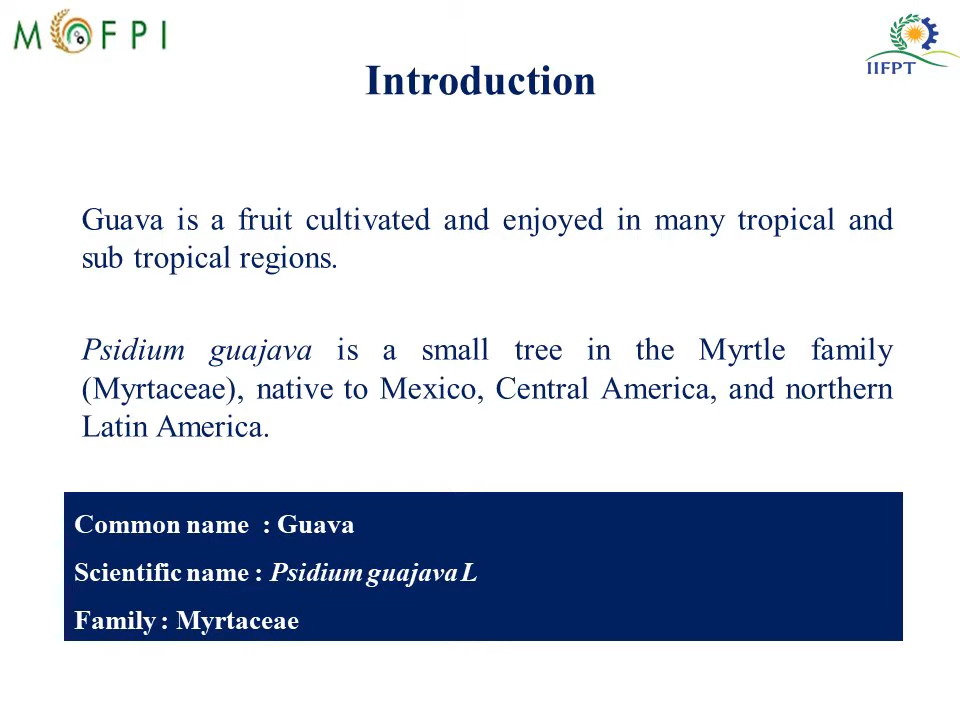 MOFPI
IIFPT
Introduction
Guava is a fruit cultivated and enjoyed in many tropical and
sub tropical regions.
Psidium guajava is a small tree in the Myrtle family
(Myrtaceae), native to Mexico, Central America, and northern
Latin America.
Common name : Guava
Scientific name : Psidium guajava L
Family : Myrtaceae